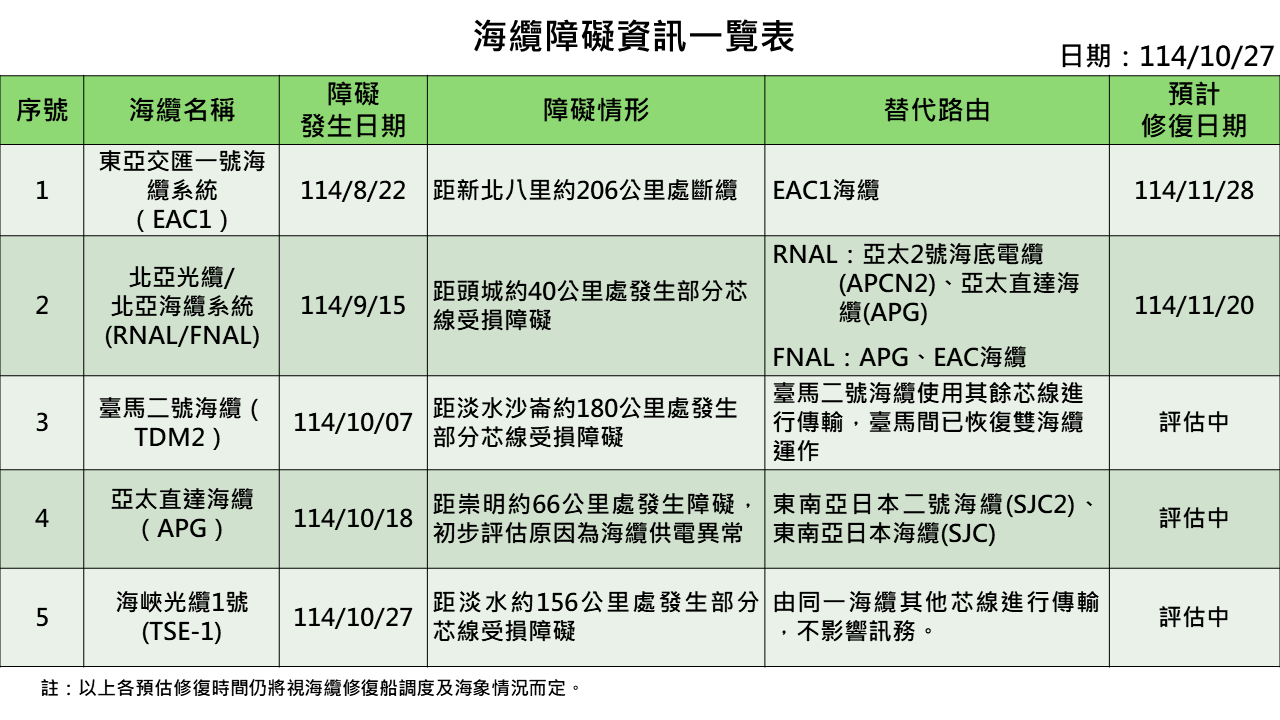 海纜障礙資訊一覽表
日期：114/10/27
序號
海纜名稱
障礙
發生日期
障礙情形
替代路由
預計
修復日期
1
東亞交匯一號海
纜系統
（EAC1）
114/8/22
距新北八里約206公里處斷纜
EAC1海纜
114/11/28
2
北亞光纜/
北亞海纜系統
(RNAL/FNAL)
114/9/15
距頭城約40公里處發生部分芯
線受損障礙
RNAL：亞太2號海底電纜
(APCN2)、亞太直達海
纜(APG)
FNAL：APG、EAC海纜
114/11/20
3
臺馬二號海纜（
TDM2）
114/10/07
距淡水沙崙約180公里處發生
部分芯線受損障礙
臺馬二號海纜使用其餘芯線進
行傳輸，臺馬間已恢復雙海纜
運作
評估中
4
亞太直達海纜
（APG）
114/10/18
距崇明約66公里處發生障礙，
初步評估原因為海纜供電異常
東南亞日本二號海纜(SJC2)、
東南亞日本海纜(SJC)
評估中
5
海峽光纜1號
(TSE-1)
114/10/27
距淡水約156公里處發生部分
芯線受損障礙
由同一海纜其他芯線進行傳輸
，不影響訊務。
評估中
註：以上各預估修復時間仍將視海纜修復船調度及海象情況而定。